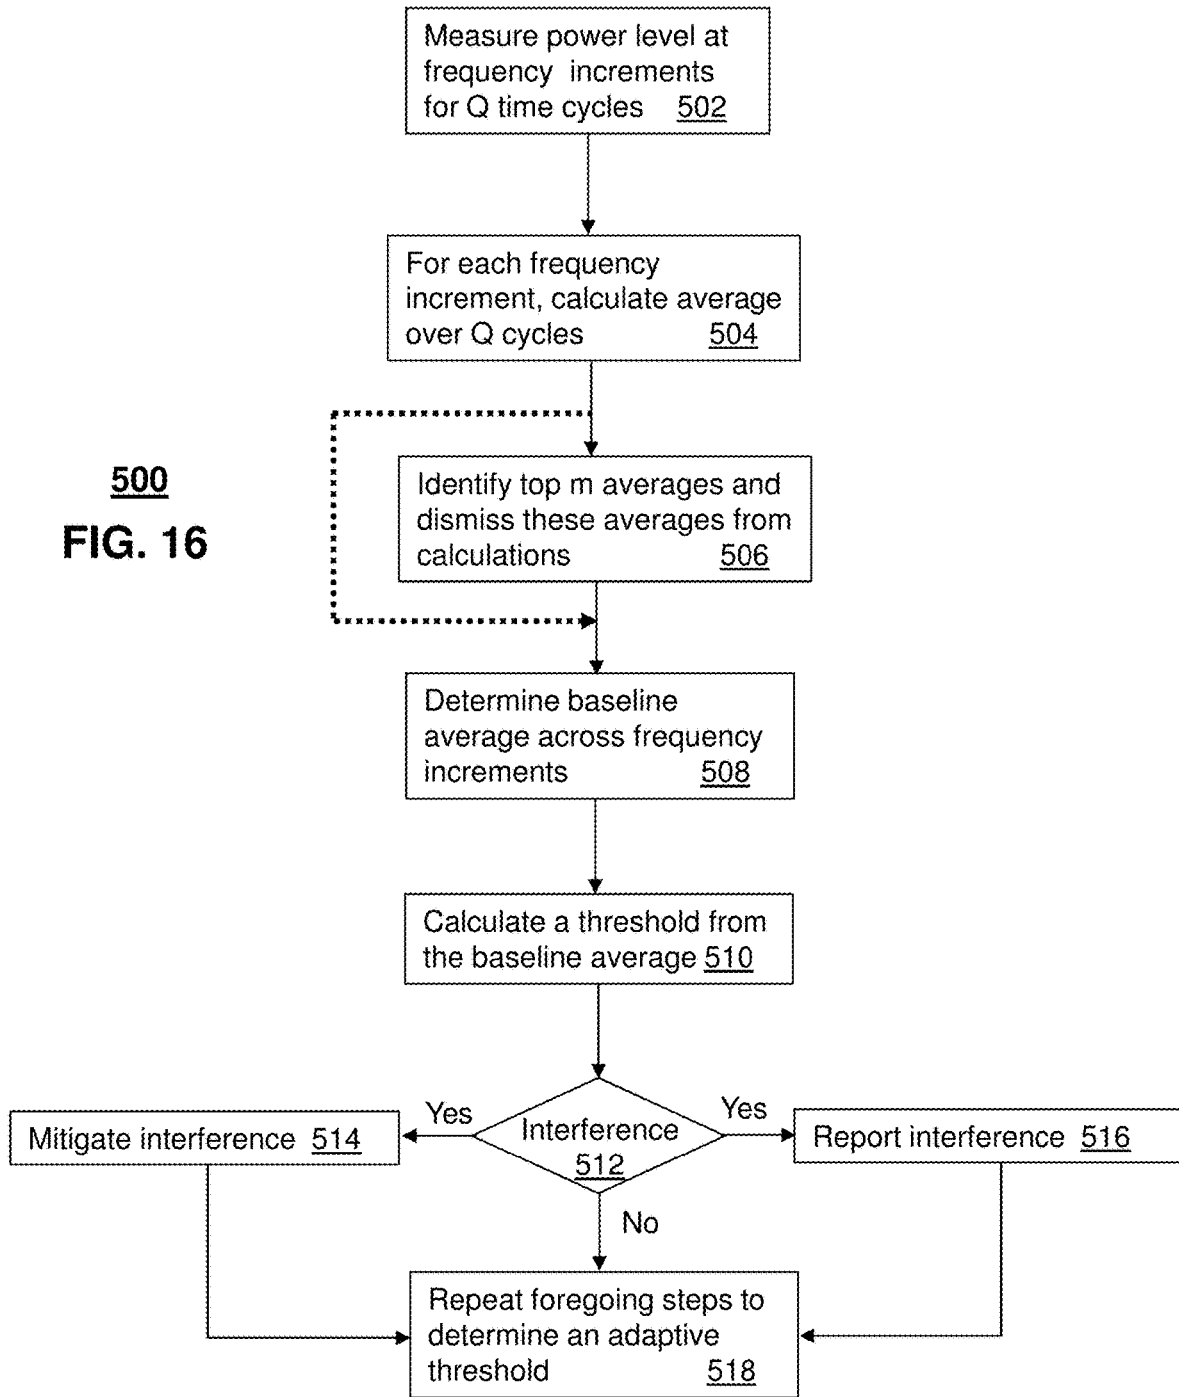 Measure power level at
frequency increments
for Q time cycles 502
For each frequency
increment, calculate average
over Q cycles 504
500
FIG. 16
Identify top m averages and
dismiss these averages from
calculations 506
Determine baseline
average across frequency
increments 508
Calculate a threshold from
the baseline average 510
Yes
Yes
Mitigate interference 514
Interference
512
Report interference 516
No
Repeat foregoing steps to
determine an adaptive
threshold 518